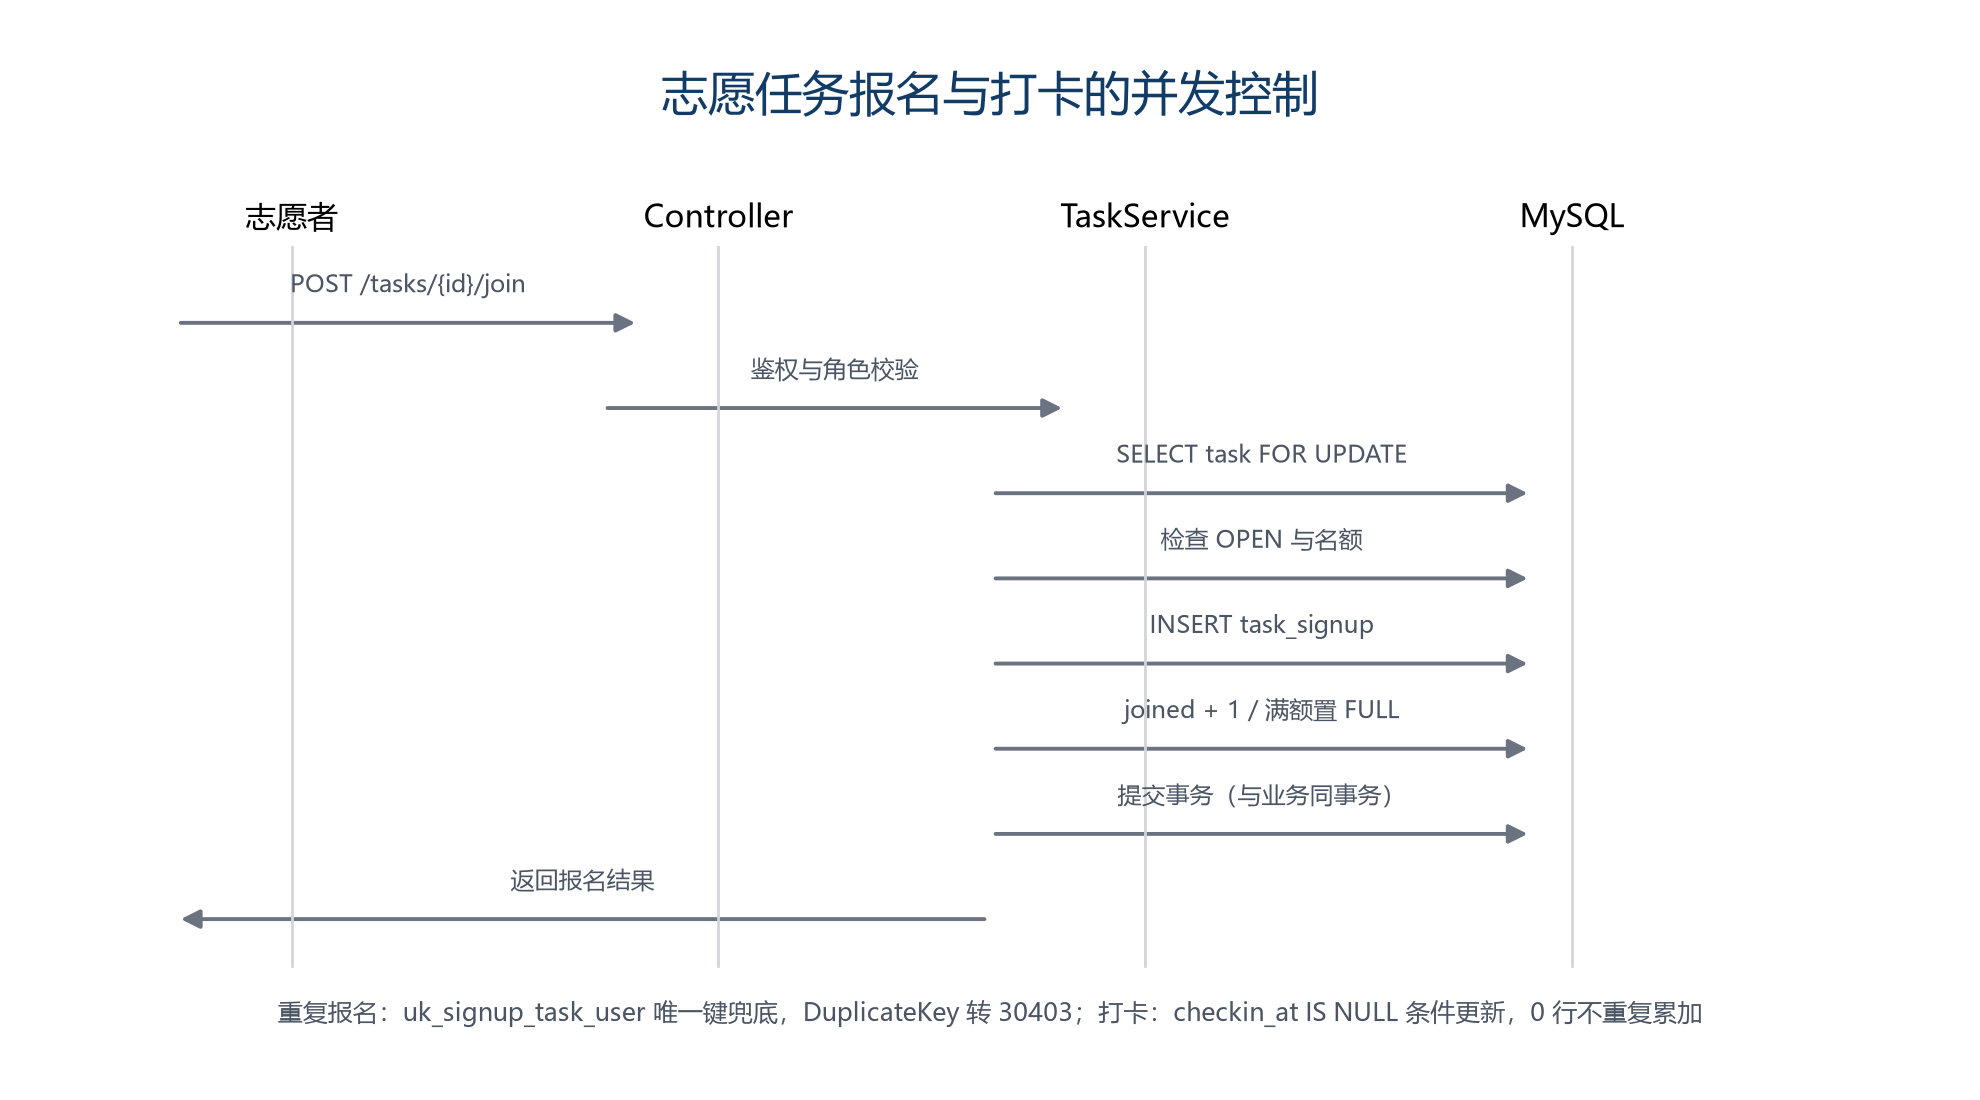 志愿任务报名与打卡的并发控制
志愿者
Controller
TaskService
MySQL
POST /tasks/{id}/join
鉴权与角色校验
SELECT task FOR UPDATE
检查 OPEN 与名额
INSERT task_signup
joined + 1 / 满额置 FULL
提交事务（与业务同事务）
返回报名结果
重复报名：uk_signup_task_user 唯一键兜底，DuplicateKey 转 30403；打卡：checkin_at IS NULL 条件更新，0 行不重复累加